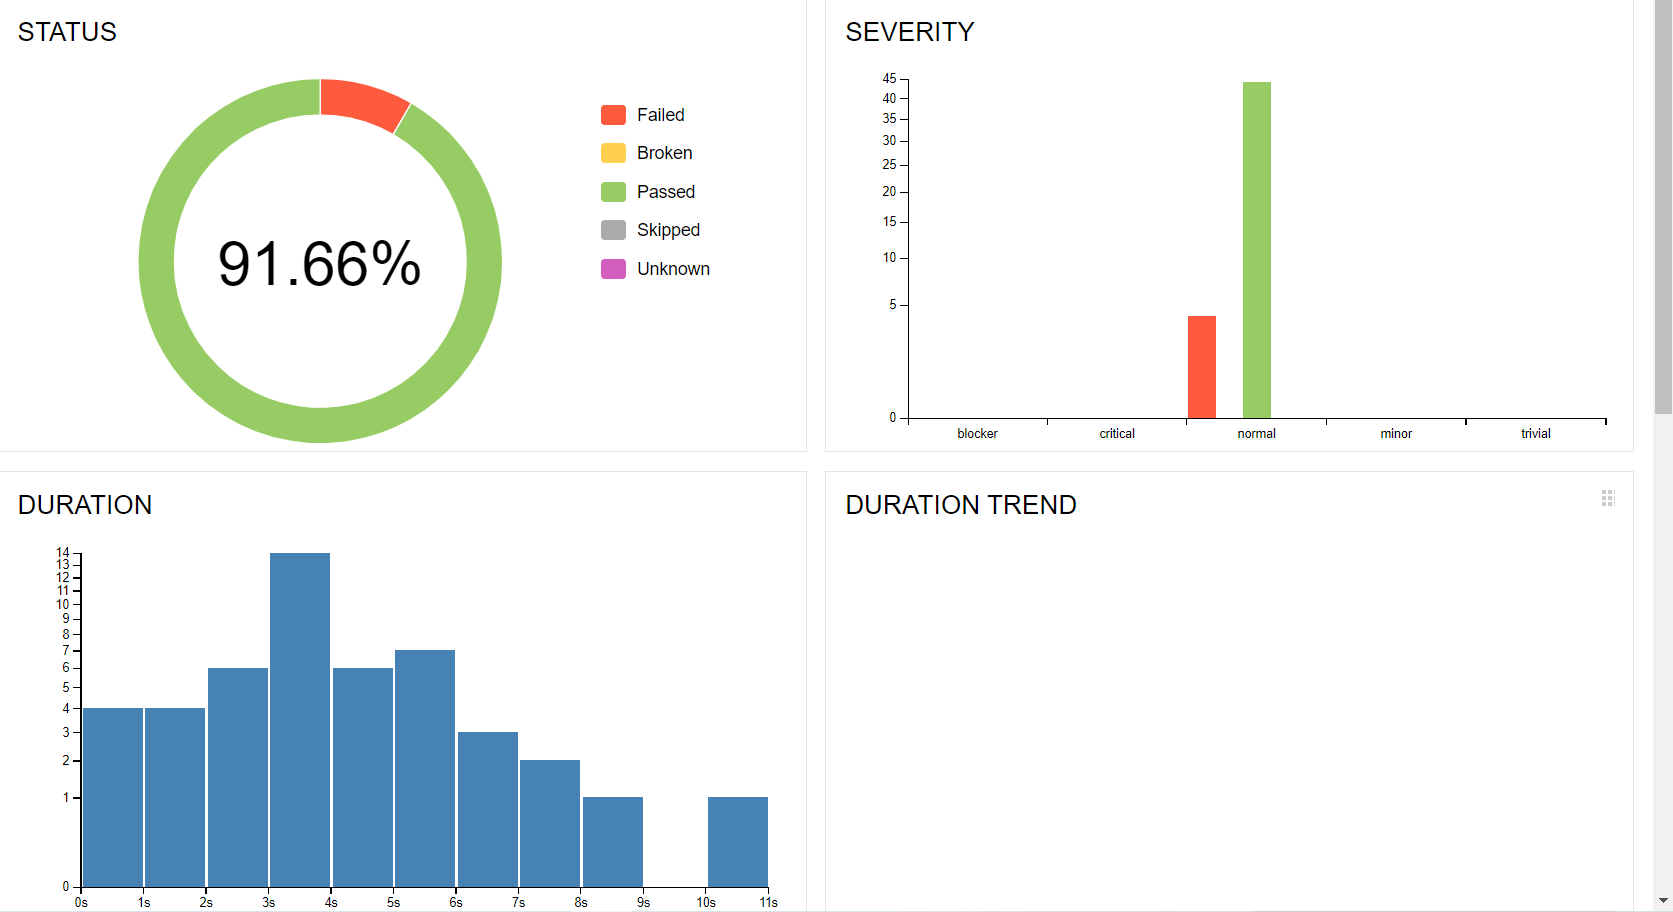 STATUS
91.66%
Failed
Broken
Passed
Skipped
Unknown
SEVERITY
45
40
35
30
25
20
15
10
5
0
blocker critical normal minor trivial
DURATION
14
13
12
11
10
9
8
7
6
5
4
3
2
1
0
0s 1s 2s 3s 4s 5s 6s 7s 8s 9s 10s 11s
DURATION TREND